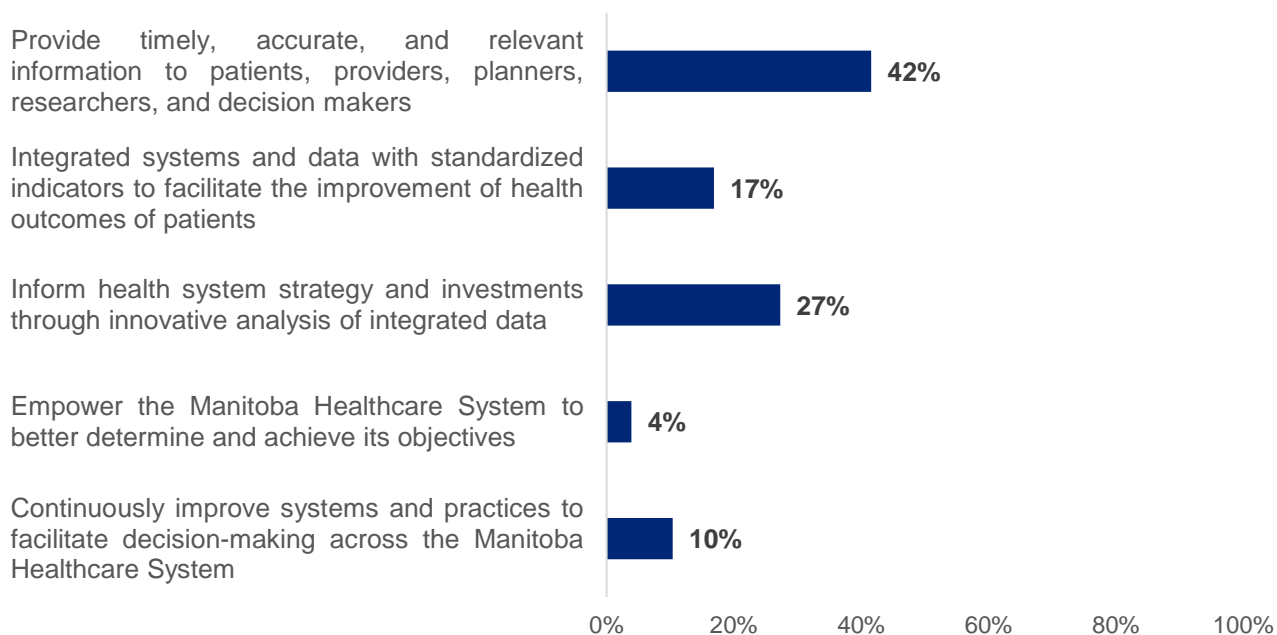 Provide timely, accurate, and relevant
information to patients, providers, planners,
researchers, and decision makers
42%
Integrated systems and data with standardized
indicators to facilitate the improvement of health
outcomes of patients
17%
Inform health system strategy and investments
through innovative analysis of integrated data
27%
Empower the Manitoba Healthcare System to
better determine and achieve its objectives
4%
Continuously improve systems and practices to
facilitate decision-making across the Manitoba
Healthcare System
10%
0% 20% 40% 60% 80% 100%